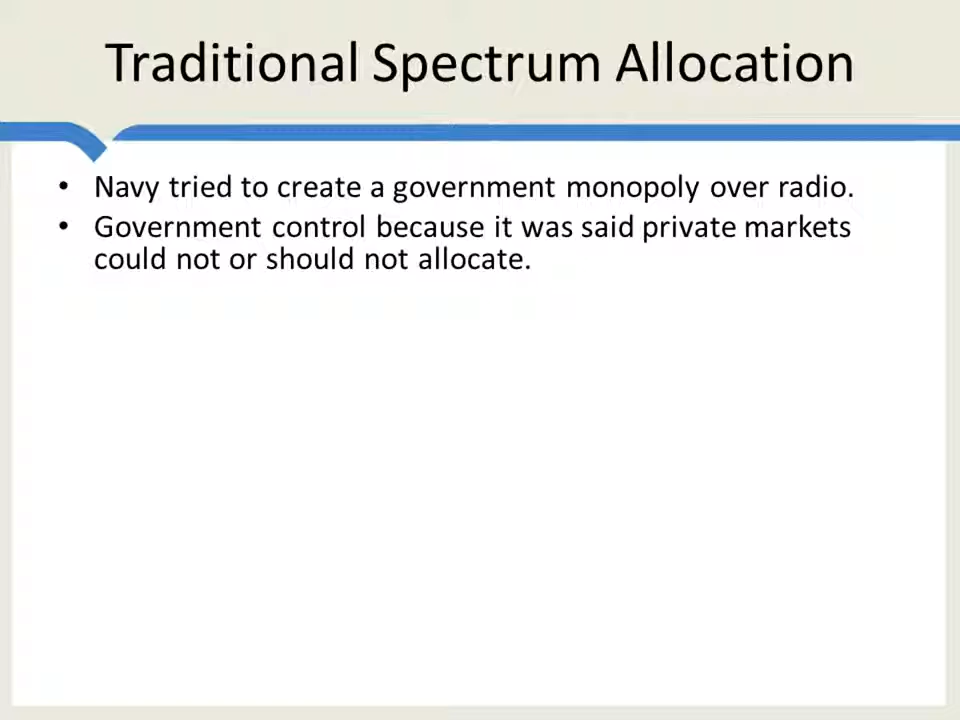 Traditional Spectrum Allocation
• Navy tried to create a government monopoly over radio.
• Government control because it was said private markets
could not or should not allocate.